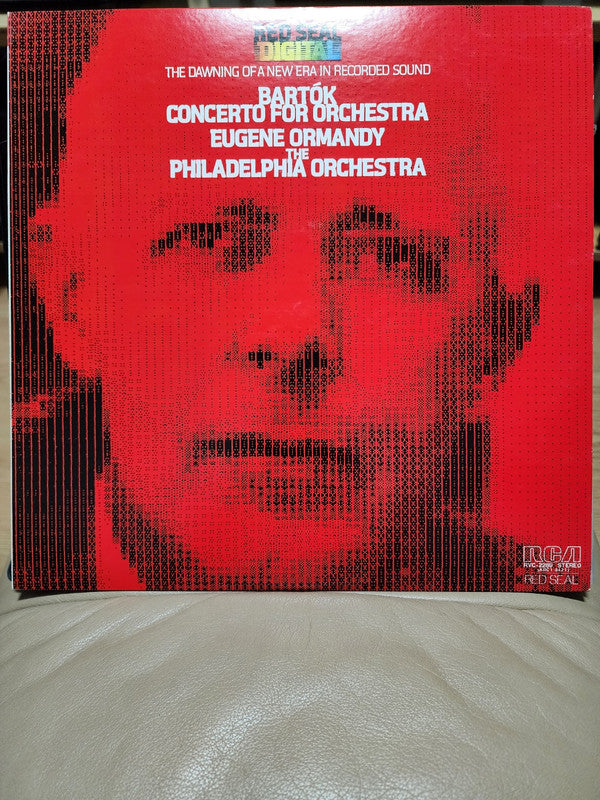 RED SEAL
DIGITAL
THE DAWNING OF A NEW ERA IN RECORDED SOUND
BARTÓK
CONCERTO FOR ORCHESTRA
EUGENE ORMANDY
THE
PHILADELPHIA ORCHESTRA
RCA
STEREO
RED SEAL